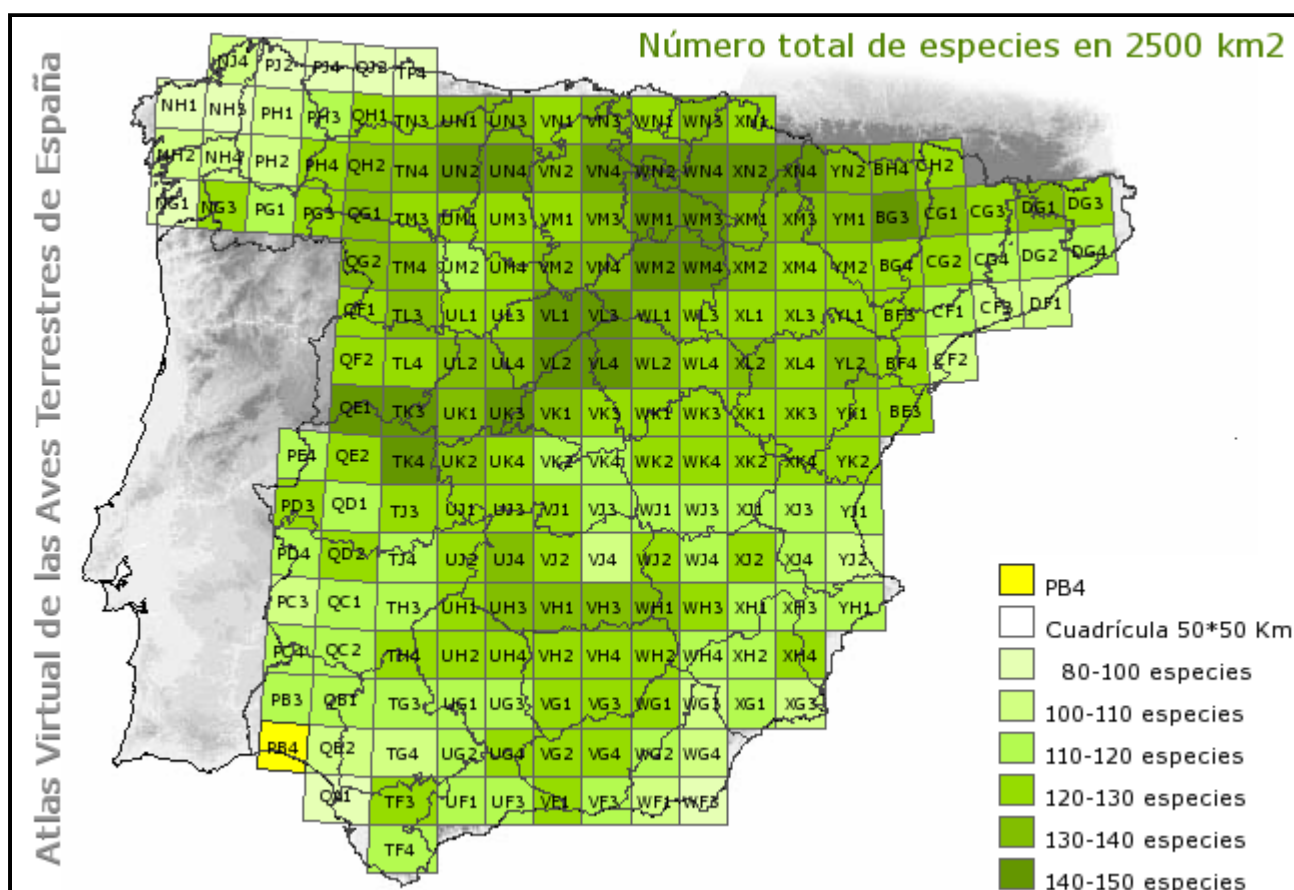 Número total de especies en 2500 km2
Atlas Virtual de las Aves Terrestres de España
NJ4 PJ2 PJ4 QJ2 TP4
NH1 NH3 PH1 PH3 QH1 TN3 UN1 UN3 VN1 VN3 WN1 WN3 XN1
NH2 NH4 PH2 PH4 QH2 TN4 UN2 UN4 VN2 VN4 WN2 WN4 XN2 XN4 YN2 BH4 CH2
NG1 NG3 PG1 PG3 QG1 TM3 UM1 UM3 VM1 VM3 WM1 WM3 XM1 XM3 YM1 BG3 CG1 CG3 DG1 DG3
QG2 TM4 UM2 UM4 VM2 VN4 WM2 WM4 XM2 XM4 YM2 BG4 CG2 CG4 DG2 DG4
QF1 TL3 UL1 UL3 VL1 VL3 WL1 WL3 XL1 XL3 YL1 BF3 CF1 CF3 DF1
QF2 TL4 UL2 UL4 VL2 VL4 WL2 WL4 XL2 XL4 YL2 BF4 CF2
QE1 TK3 UK1 UK3 VK1 VK3 WK1 WK3 XK1 XK3 YK1 BE3
PE4 QE2 TK4 UK2 UK4 VK2 VK4 WK2 WK4 XK2 XK4 YK2
PD3 QD1 TJ3 UJ1 UJ3 VJ1 VJ3 WJ1 WJ3 XJ1 XJ3 YJ1
PD4 QD2 TJ4 UJ2 UJ4 VJ2 VJ4 WJ2 WJ4 XJ2 XJ4 YJ2
PC3 QC1 TH3 UH1 UH3 VH1 VH3 WH1 WH3 XH1 XH3 YH1
PC4 QC2 TH4 UH2 UH4 VH2 VH4 WH2 WH4 XH2 XH4
PB3 QB1 TG3 UG1 UG3 VG1 VG3 WG1 WG3 XG1 XG3
PB4 QB2 TG4 UG2 UG4 VG2 VG4 WG2 WG4
QA1 TF3 UF1 UF3 VF1 VF3 WF1 WF3
TF4
PB4
Cuadrícula 50*50 Km
80-100 especies
100-110 especies
110-120 especies
120-130 especies
130-140 especies
140-150 especies